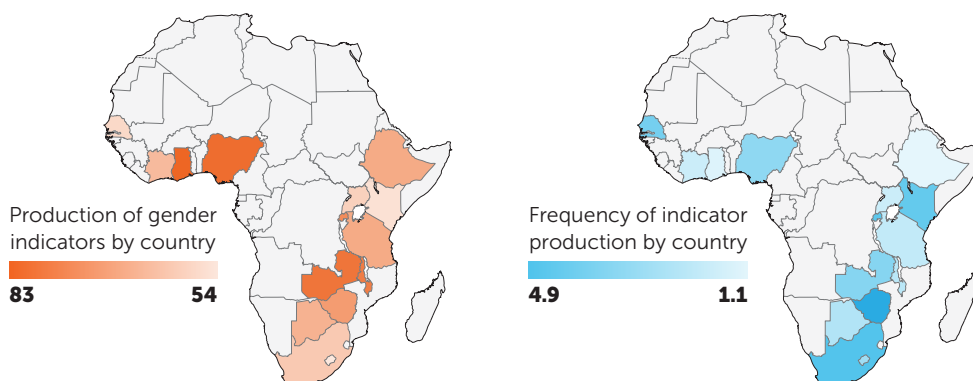 Production of gender
indicators by country
83 54
Frequency of indicator
production by country
4.9 1.1